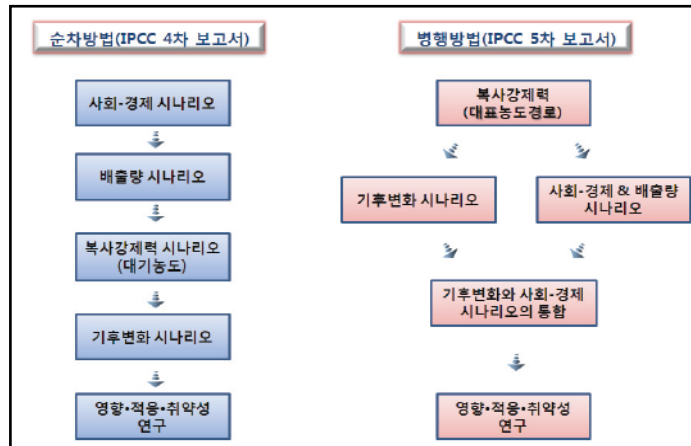 순차방법(IPCC 4차 보고서)
사회-경제 시나리오
배출량 시나리오
복사강제력 시나리오
(대기농도)
기후변화 시나리오
영향•적응•취약성
연구
병행방법(IPCC 5차 보고서)
복사강제력
(대표농도경로)
기후변화 시나리오
사회-경제 & 배출량
시나리오
기후변화와 사회-경제
시나리오의 통합
영향•적응•취약성
연구